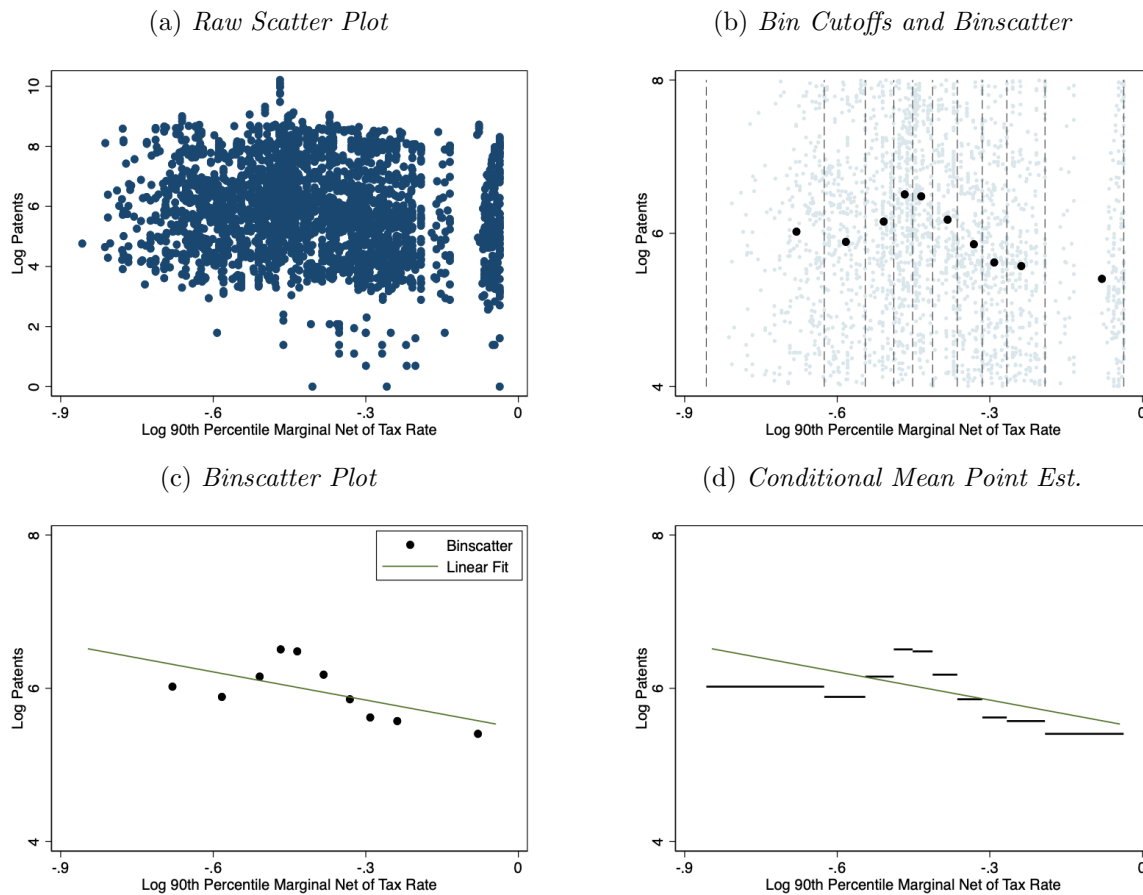 (a) Raw Scatter Plot
10
8
6
4
2
0
Log Patents
-.9 -.6 -.3 0
Log 90th Percentile Marginal Net of Tax Rate
(b) Bin Cutoffs and Binscatter
8
6
4
Log Patents
-.9 -.6 -.3 0
Log 90th Percentile Marginal Net of Tax Rate
(c) Binscatter Plot
Binscatter
Linear Fit
8
6
4
Log Patents
-.9 -.6 -.3 0
Log 90th Percentile Marginal Net of Tax Rate
(d) Conditional Mean Point Est.
8
6
4
Log Patents
-.9 -.6 -.3 0
Log 90th Percentile Marginal Net of Tax Rate